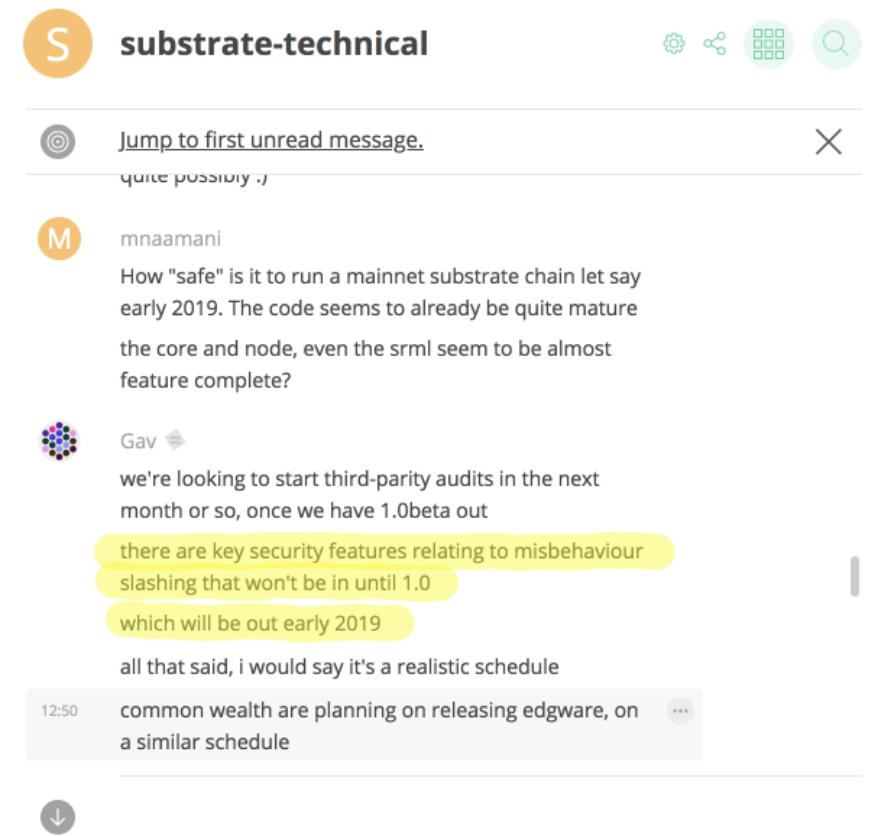 S
substrate-technical
Jump to first unread message.
quite possibly :)
M
mnaamani
How "safe" is it to run a mainnet substrate chain let say
early 2019. The code seems to already be quite mature
the core and node, even the srml seem to be almost
feature complete?
Gav
we're looking to start third-parity audits in the next
month or so, once we have 1.0beta out
there are key security features relating to misbehaviour
slashing that won't be in until 1.0
which will be out early 2019
all that said, i would say it's a realistic schedule
12:50
common wealth are planning on releasing edgware, on
a similar schedule